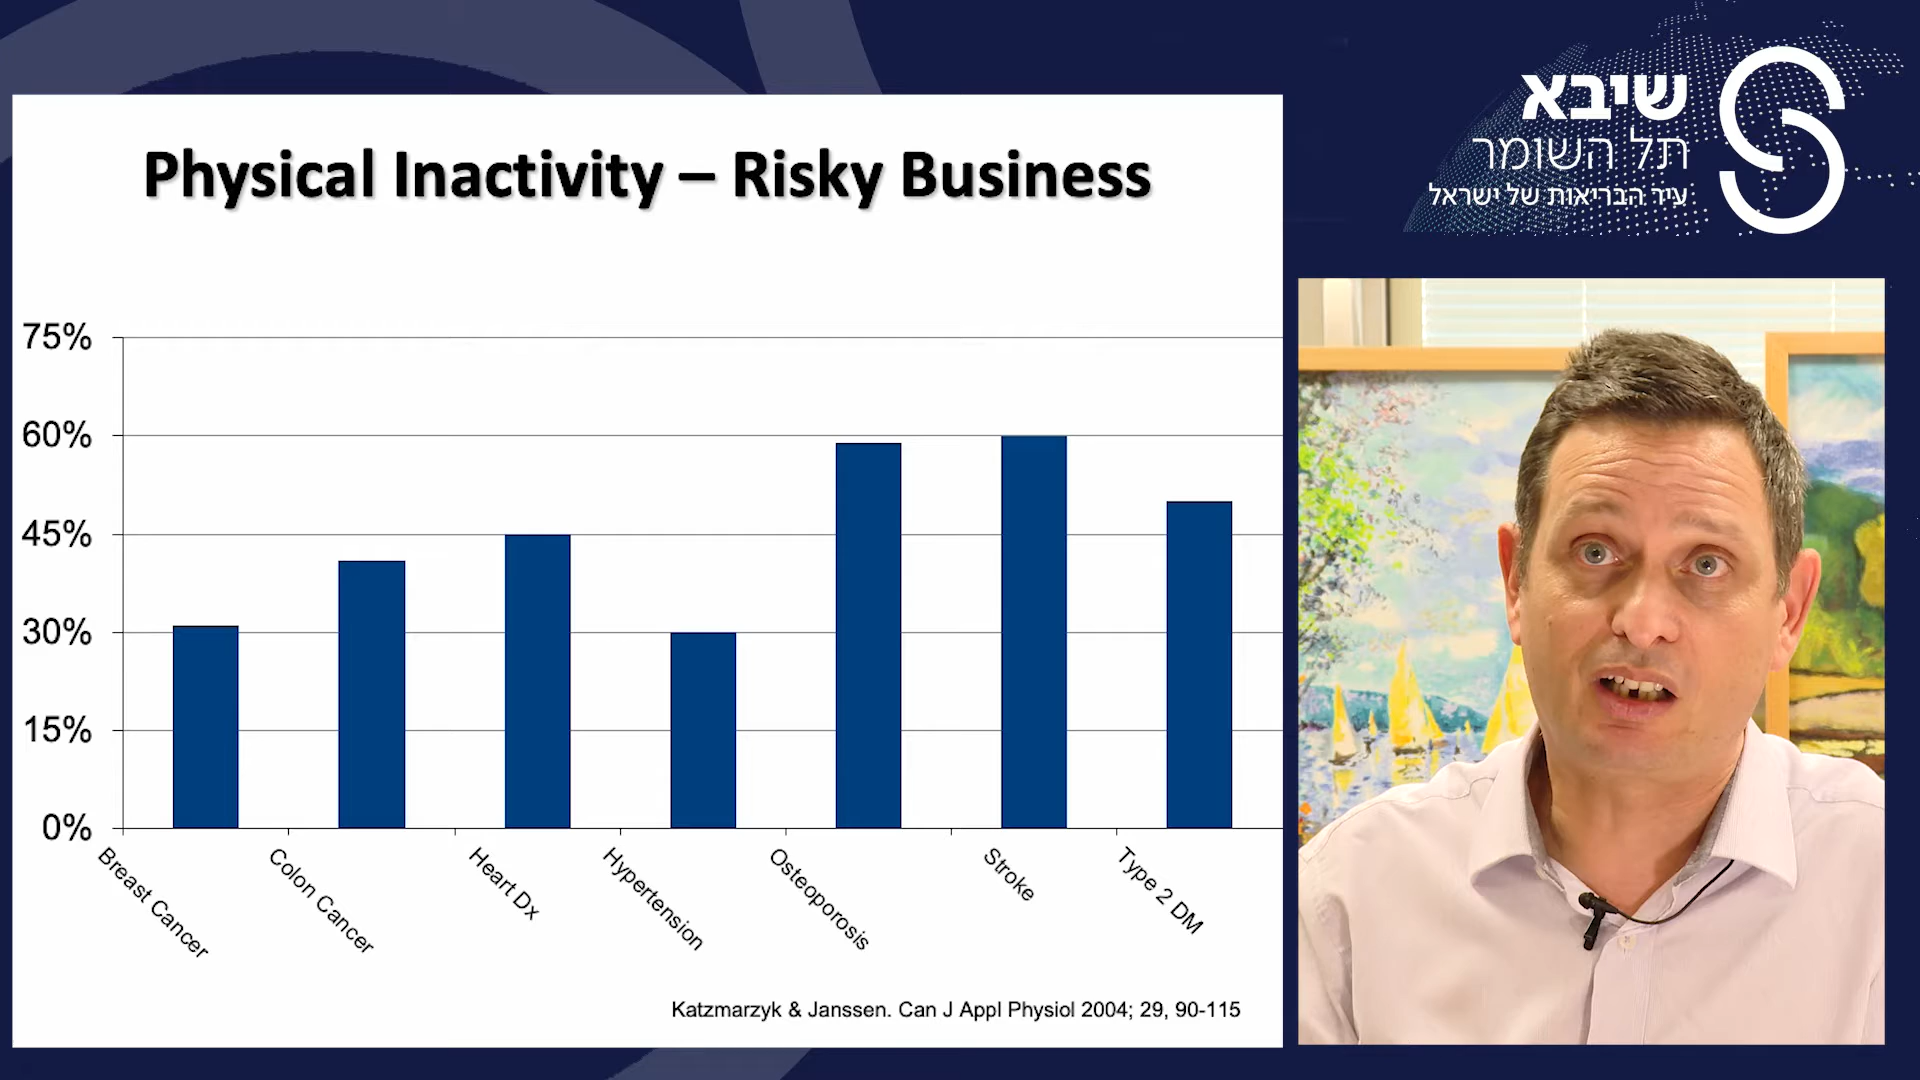 Physical Inactivity – Risky Business
75%
60%
45%
30%
15%
0%
Breast Cancer
Colon Cancer
Heart Dx
Hypertension
Osteoporosis
Stroke
Type 2 DM
Katzmarzyk & Janssen. Can J Appl Physiol 2004; 29, 90-115
שיבא
תל השומר
עיר הבריאות של ישראל